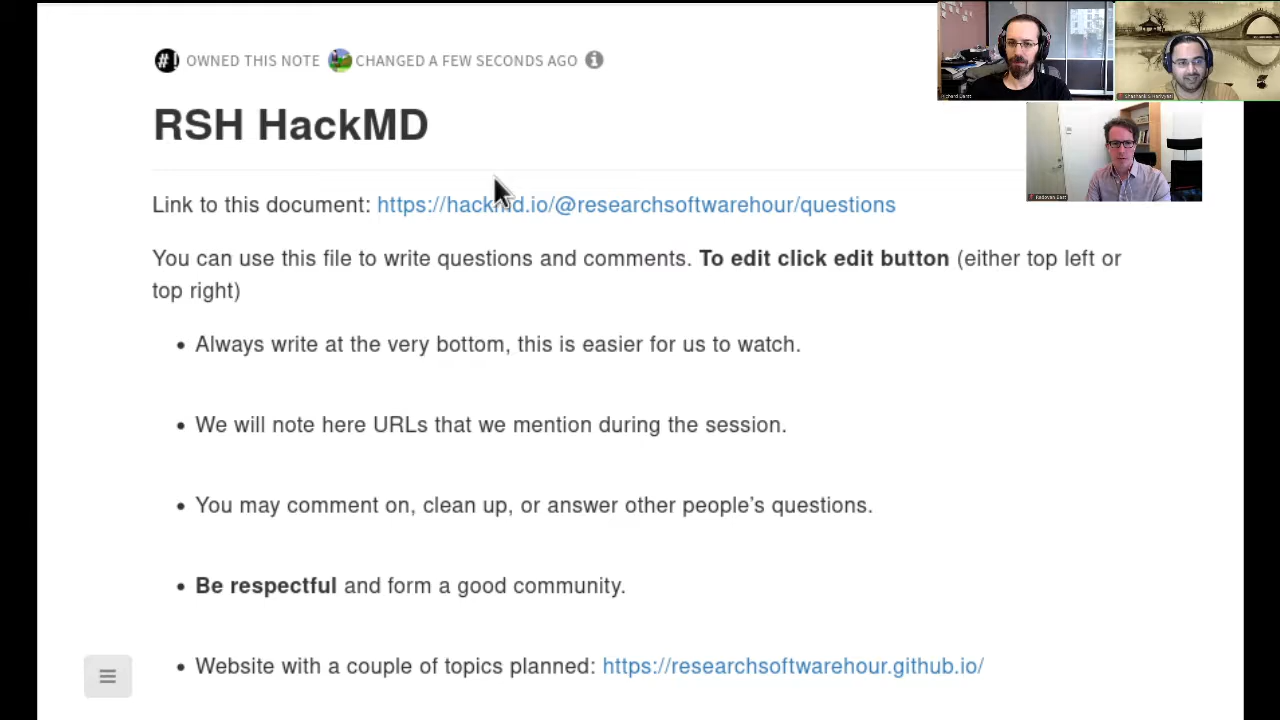 OWNED THIS NOTE CHANGED A FEW SECONDS AGO
RSH HackMD
Link to this document: https://hackmd.io/@researchsoftwarehour/questions
You can use this file to write questions and comments. To edit click edit button (either top left or
top right)
Always write at the very bottom, this is easier for us to watch.
We will note here URLs that we mention during the session.
You may comment on, clean up, or answer other people’s questions.
Be respectful and form a good community.
Website with a couple of topics planned: https://researchsoftwarehour.github.io/